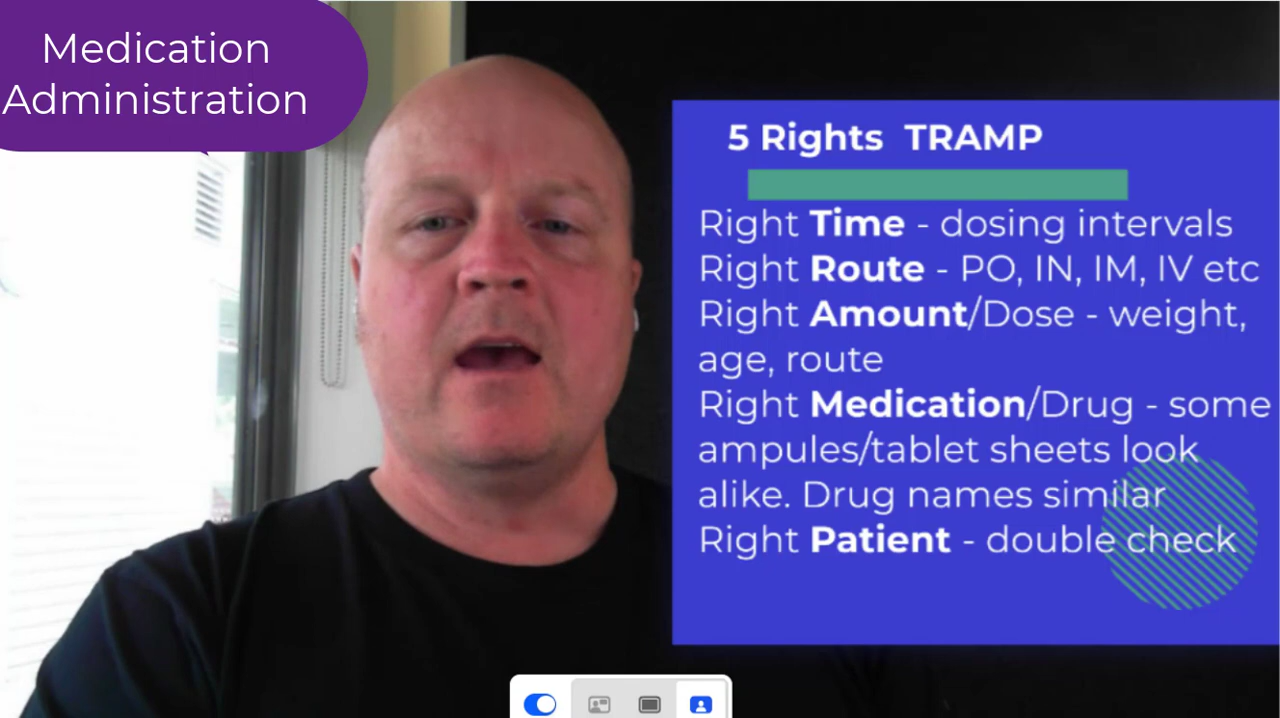 Medication
Administration
5 Rights TRAMP
Right Time - dosing intervals
Right Route - PO, IN, IM, IV etc
Right Amount/Dose - weight,
age, route
Right Medication/Drug - some
ampules/tablet sheets look
alike. Drug names similar
Right Patient - double check